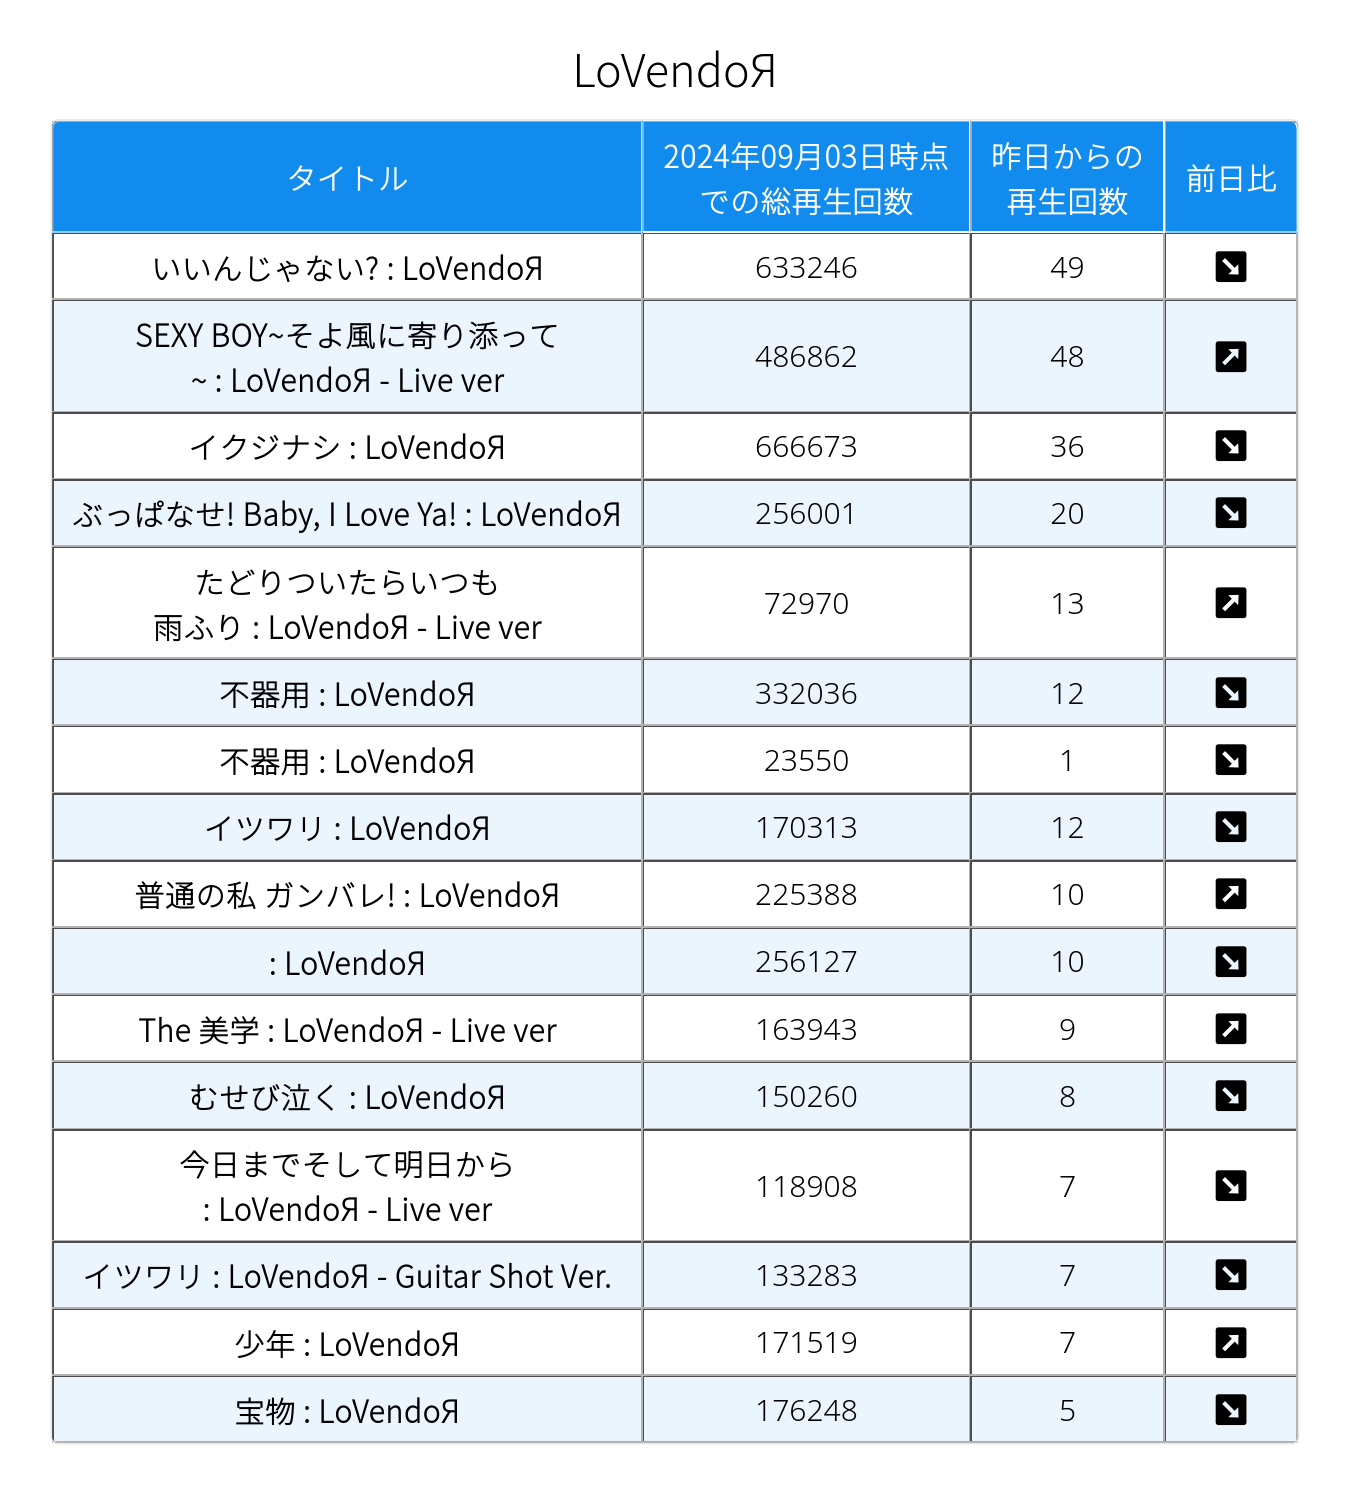 LoVendoЯ
タイトル
2024年09月03日時点
での総再生回数
昨日からの
再生回数
前日比
いいんじゃない? : LoVendoЯ 633246 49
SEXY BOY~そよ風に寄り添って
~ : LoVendoЯ - Live ver 486862 48
イクジナシ : LoVendoЯ 666673 36
ぶっぱなせ! Baby, I Love Ya! : LoVendoЯ 256001 20
たどりついたらいつも
雨ふり : LoVendoЯ - Live ver 72970 13
不器用 : LoVendoЯ 332036 12
不器用 : LoVendoЯ 23550 1
イツワリ : LoVendoЯ 170313 12
普通の私 ガンバレ! : LoVendoЯ 225388 10
: LoVendoЯ 256127 10
The 美学 : LoVendoЯ - Live ver 163943 9
むせび泣く : LoVendoЯ 150260 8
今日までそして明日から
: LoVendoЯ - Live ver 118908 7
イツワリ : LoVendoЯ - Guitar Shot Ver. 133283 7
少年 : LoVendoЯ 171519 7
宝物 : LoVendoЯ 176248 5